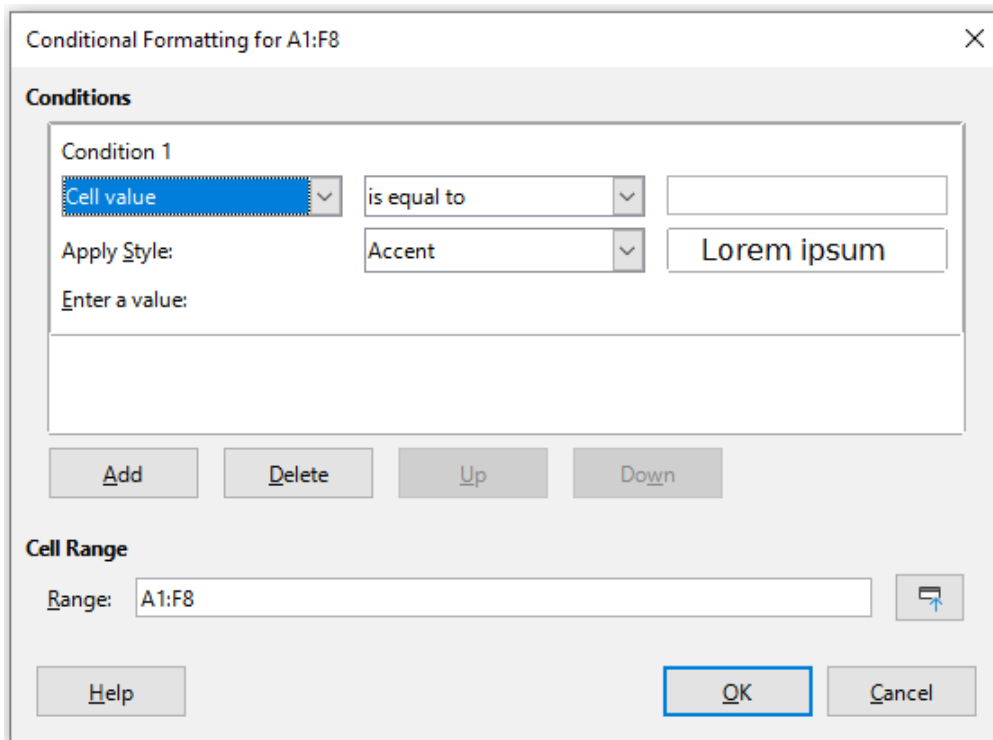 Conditional Formatting for A1:F8
Conditions
Condition 1
Cell value is equal to
Apply Style: Accent Lorem ipsum
Enter a value:
Add Delete Up Down
Cell Range
Range: A1:F8
Help OK Cancel